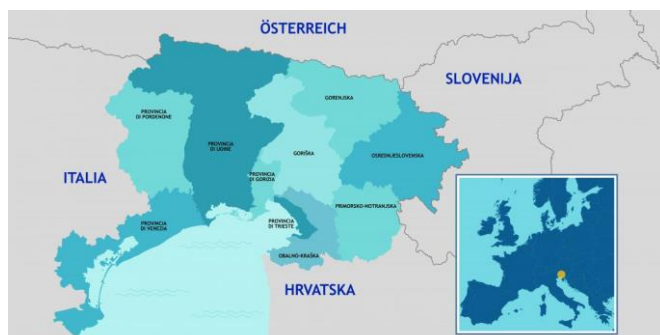 ÖSTERREICH
SLOVENIJA
GORENJSKA
PROVINCIA
DI PORDENONE
PROVINCIA
DI UDINE
GORIŠKA
OSREDNJESLOVENSKA
PROVINCIA
DI GORIZIA
ITALIA
PRIMORSKO-NOTRANJSKA
PROVINCIA
DI VENEZIA
PROVINCIA
DI TRIESTE
OBALNO-KRAŠKA
HRVATSKA